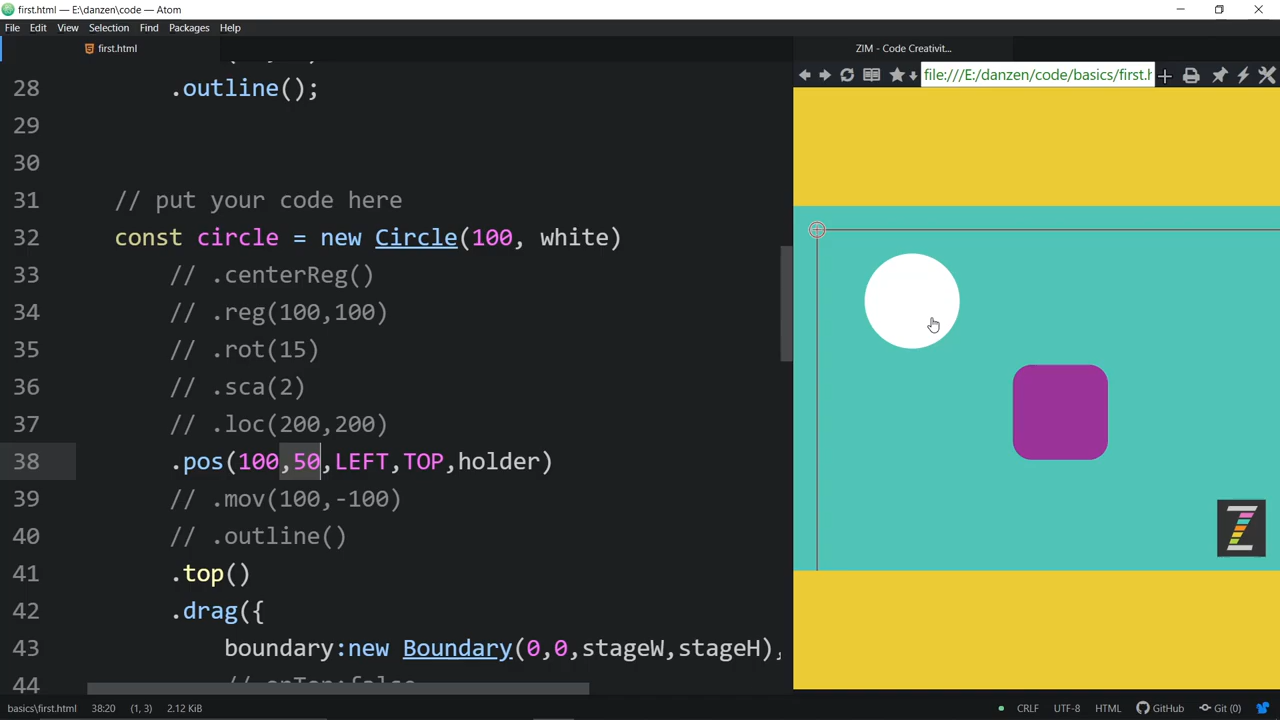 first.html — E:\danzen\code — Atom
File Edit View Selection Find Packages Help
first.html
ZIM - Code Creativit...
file:///E:/danzen/code/basics/first.h
28 .outline();
29
30
31 // put your code here
32 const circle = new Circle(100, white)
33 // .centerReg()
34 // .reg(100,100)
35 // .rot(15)
36 // .sca(2)
37 // .loc(200,200)
38 .pos(100,50,LEFT,TOP,holder)
39 // .mov(100,-100)
40 // .outline()
41 .top()
42 .drag({
43 boundary:new Boundary(0,0,stageW,stageH),
44 // onTop:false
basics\first.html 38:20 (1, 3) 2.12 KiB CRLF UTF-8 HTML GitHub Git (0)